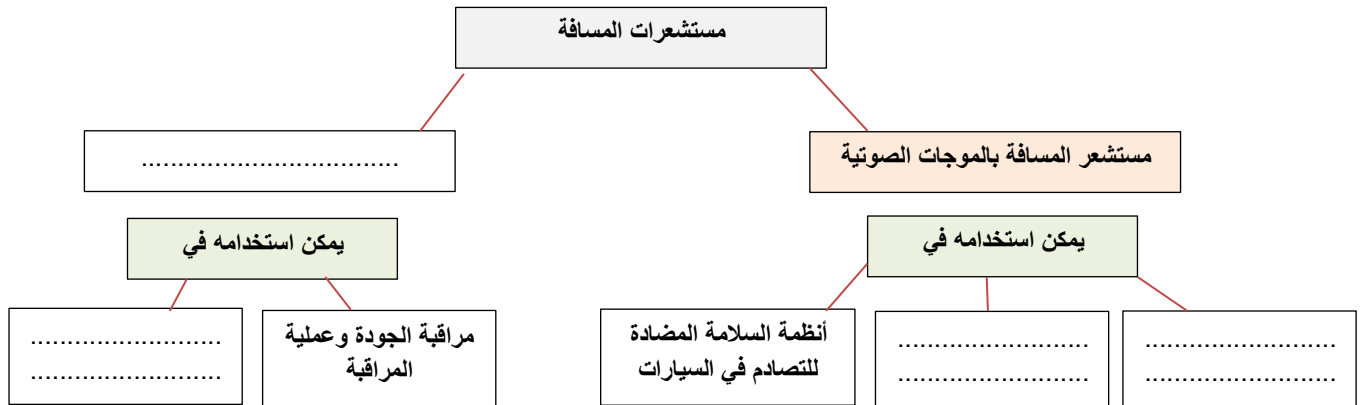 مستشعرات المسافة
مستشعر المسافة بالموجات الصوتية
.................................
يمكن استخدامه في
يمكن استخدامه في
.........................
.........................
.........................
.........................
أنظمة السلامة المضادة
للتصادم في السيارات
مراقبة الجودة وعملية
المراقبة
.........................
.........................